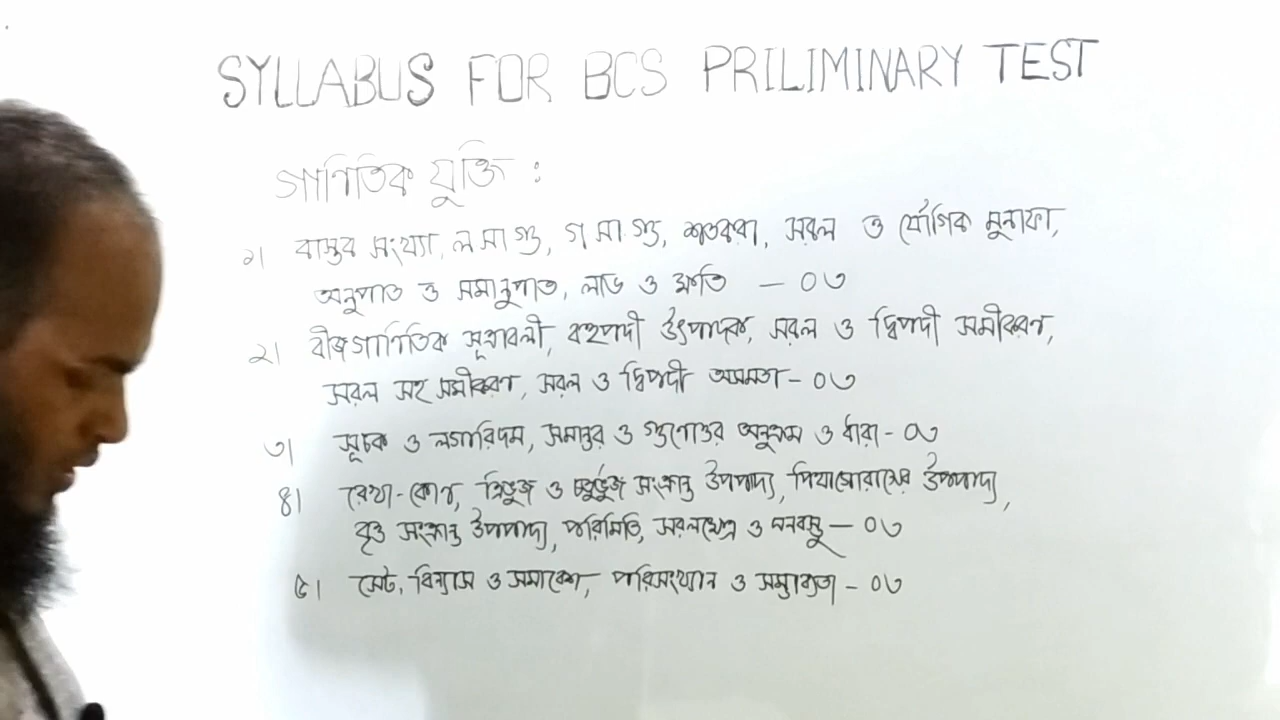 SYLLABUS FOR BCS PRILIMINARY TEST
গাণিতিক যুক্তি :
১। বাস্তব সংখ্যা, ল সা গু, গ সা গু, শতকরা, সরল ও যৌগিক মুনাফা,
অনুপাত ও সমানুপাত, লাভ ও ক্ষতি - ০৩
২। বীজগাণিতিক সূত্রাবলী, বহুপদী উৎপাদক, সরল ও দ্বিপদী সমীকরণ,
সরল সহ সমীকরণ, সরল ও দ্বিপদী অসমতা - ০৩
৩। সূচক ও লগারিদম, সমান্তর ও গুণোত্তর অনুক্রম ও ধারা - ০৩
৪। রেখা-কোণ, ত্রিভুজ ও চতুর্ভুজ সংক্রান্ত উপপাদ্য, পিথাগোরাসের উপপাদ্য,
বৃত্ত সংক্রান্ত উপপাদ্য, পরিমিতি, সরলক্ষেত্র ও ঘনবস্তু - ০৩
৫। সেট, বিন্যাস ও সমাবেশ, পরিসংখ্যান ও সম্ভাব্যতা - ০৩